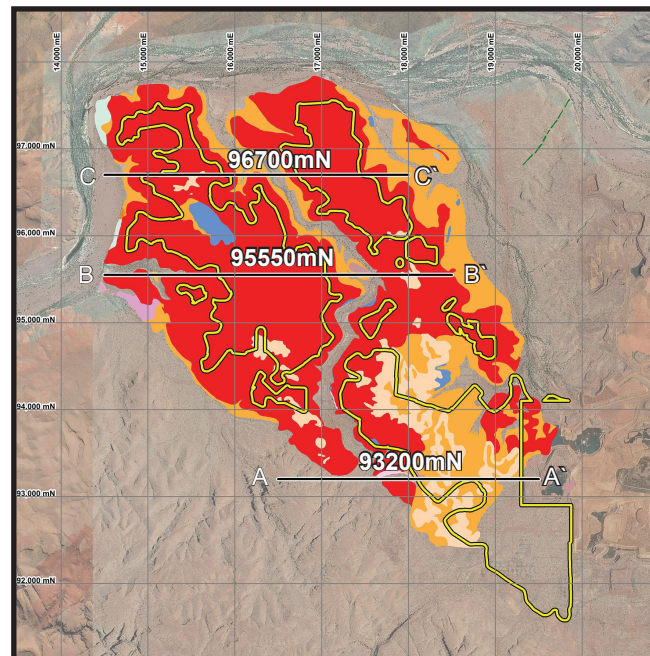 14,000 mE
15,000 mE
16,000 mE
17,000 mE
18,000 mE
19,000 mE
20,000 mE
97,000 mN
96700mN
C
C`
96,000 mN
95550mN
B
B`
95,000 mN
94,000 mN
93200mN
A
A`
93,000 mN
92,000 mN